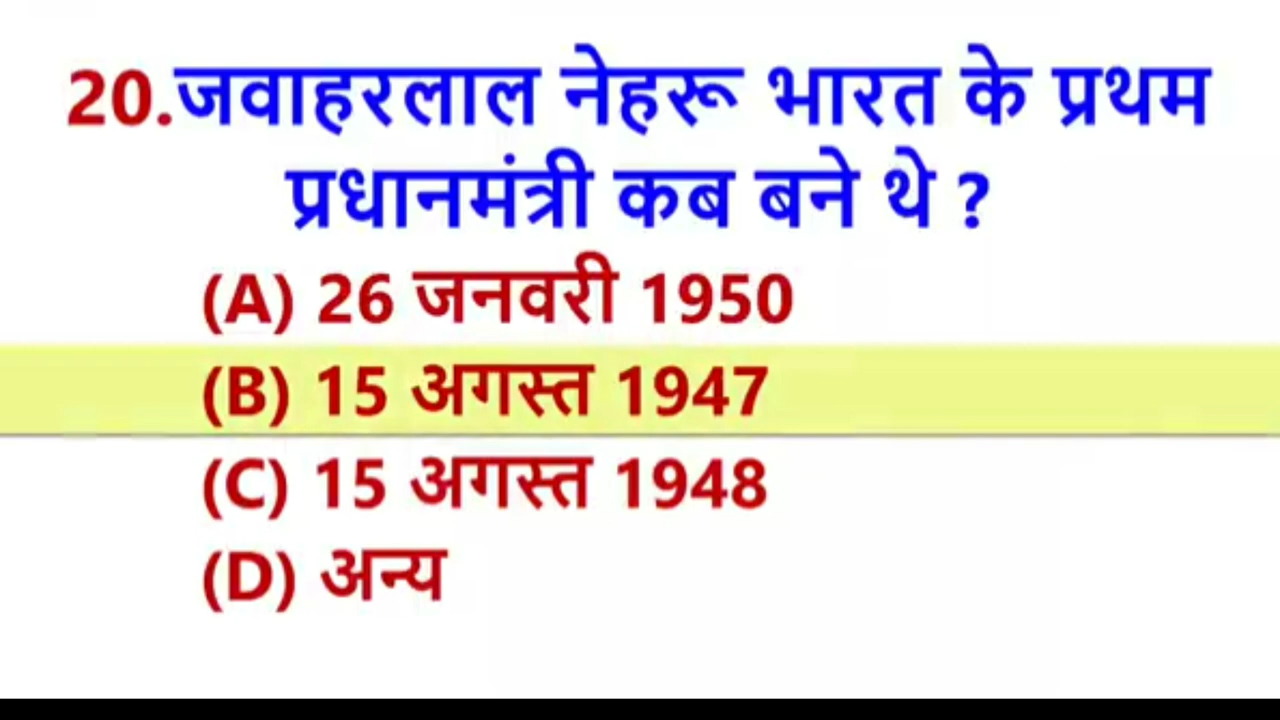 20.जवाहरलाल नेहरू भारत के प्रथम
प्रधानमंत्री कब बने थे ?
(A) 26 जनवरी 1950
(B) 15 अगस्त 1947
(C) 15 अगस्त 1948
(D) अन्य